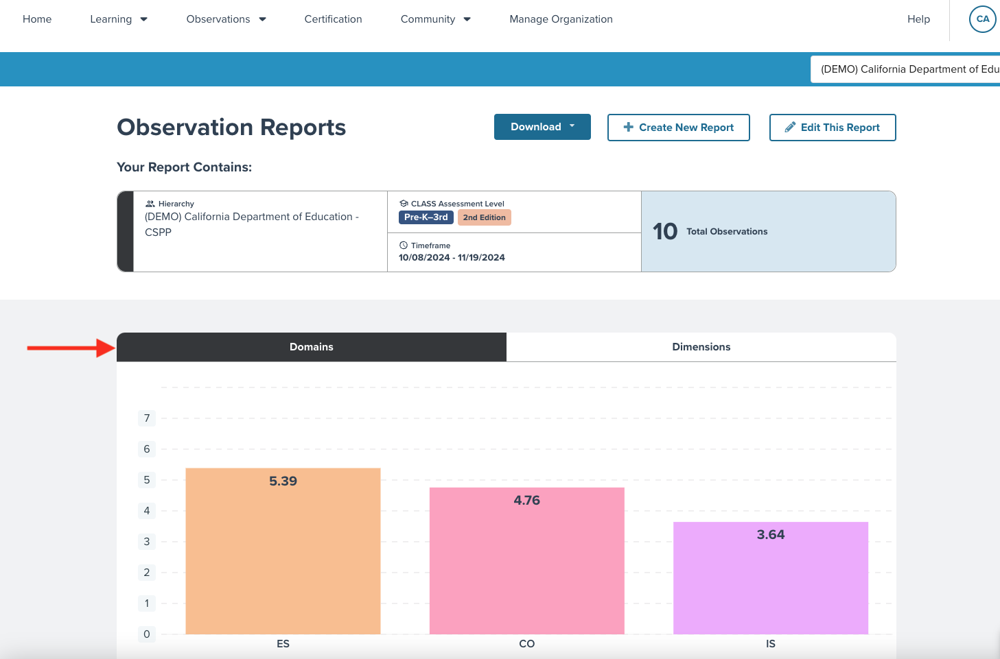 Home Learning Observations Certification Community Manage Organization Help CA
(DEMO) California Department of Edu
Observation Reports
Download
Create New Report
Edit This Report
Your Report Contains:
Hierarchy
(DEMO) California Department of Education -
CSPP
CLASS Assessment Level
Pre-K–3rd 2nd Edition
Timeframe
10/08/2024 - 11/19/2024
10 Total Observations
Domains
Dimensions
7
6
5
4
3
2
1
0
5.39
4.76
3.64
ES
CO
IS